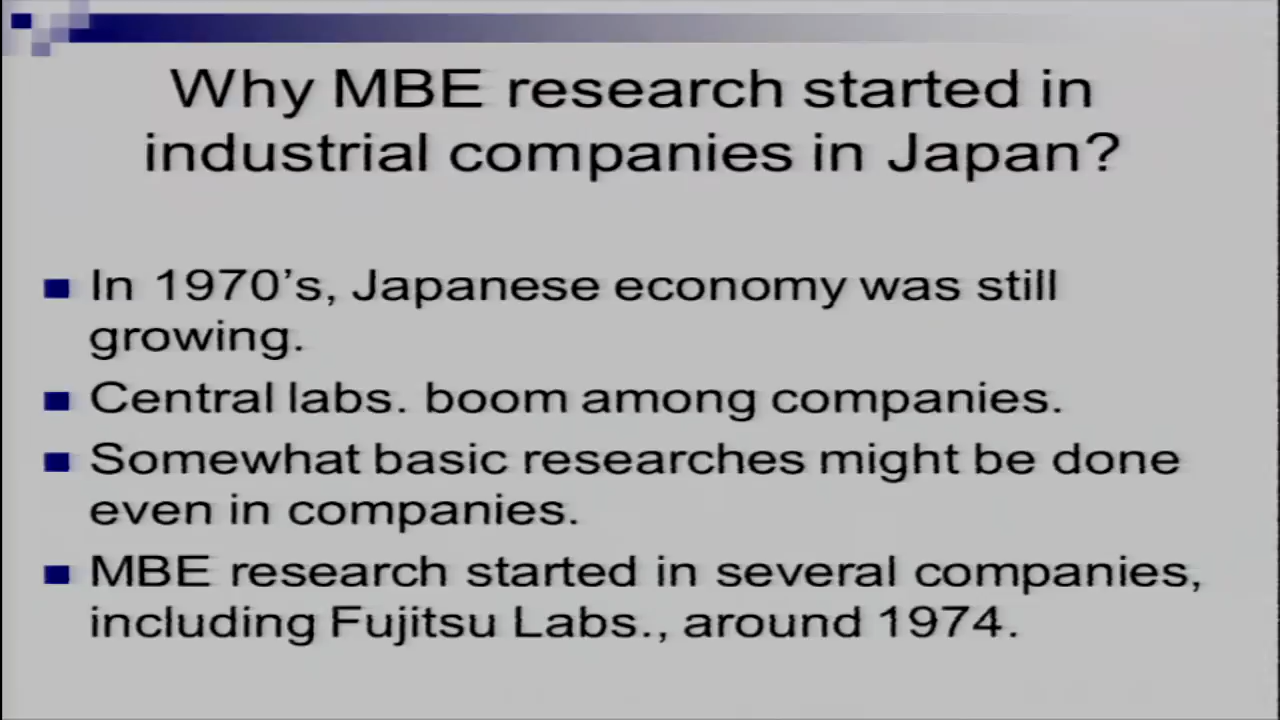 Why MBE research started in
industrial companies in Japan?
In 1970's, Japanese economy was still
growing.
Central labs. boom among companies.
Somewhat basic researches might be done
even in companies.
MBE research started in several companies,
including Fujitsu Labs., around 1974.